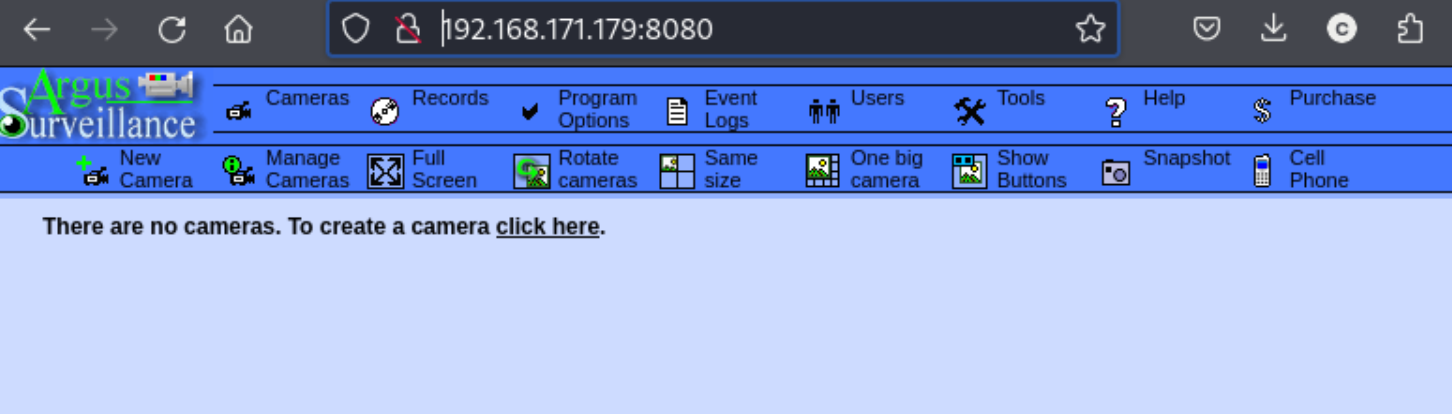 192.168.171.179:8080
Argus
Surveillance
Cameras
Records
Program
Options
Event
Logs
Users
Tools
Help
Purchase
New
Camera
Manage
Cameras
Full
Screen
Rotate
cameras
Same
size
One big
camera
Show
Buttons
Snapshot
Cell
Phone
There are no cameras. To create a camera click here.